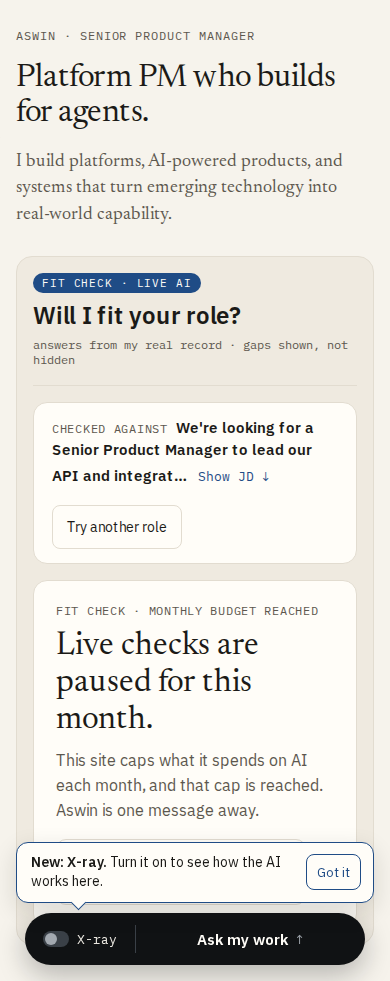 ASWIN · SENIOR PRODUCT MANAGER
Platform PM who builds
for agents.
I build platforms, AI-powered products, and
systems that turn emerging technology into
real-world capability.
FIT CHECK · LIVE AI
Will I fit your role?
answers from my real record · gaps shown, not
hidden
CHECKED AGAINST We're looking for a
Senior Product Manager to lead our
API and integrat... Show JD ↓
Try another role
FIT CHECK · MONTHLY BUDGET REACHED
Live checks are
paused for this
month.
This site caps what it spends on AI
each month, and that cap is reached.
Aswin is one message away.
New: X-ray. Turn it on to see how the AI
works here.
Got it
X-ray
Ask my work ↑